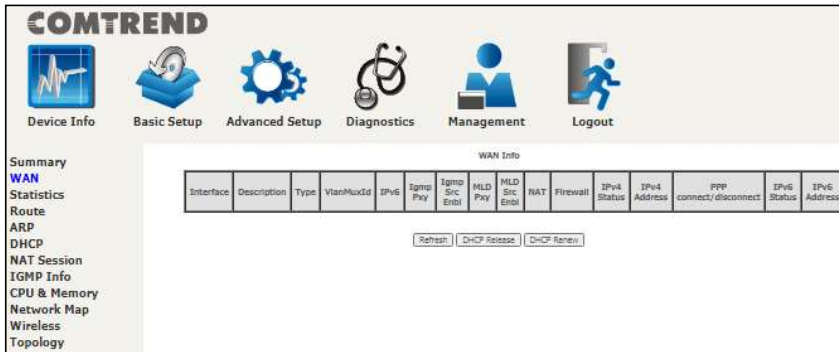 COMTREND
Device Info
Basic Setup
Advanced Setup
Diagnostics
Management
Logout
Summary
WAN
Statistics
Route
ARP
DHCP
NAT Session
IGMP Info
CPU & Memory
Network Map
Wireless
Topology
WAN Info
Interface Description Type VlanMuxId IPv6 Igmp Pxy Igmp Src Enbl MLD Pxy MLD Src Enbl NAT Firewall IPv4 Status IPv4 Address PPP connect/disconnect IPv6 Status IPv6 Address
Refresh DHCP Release DHCP Renew